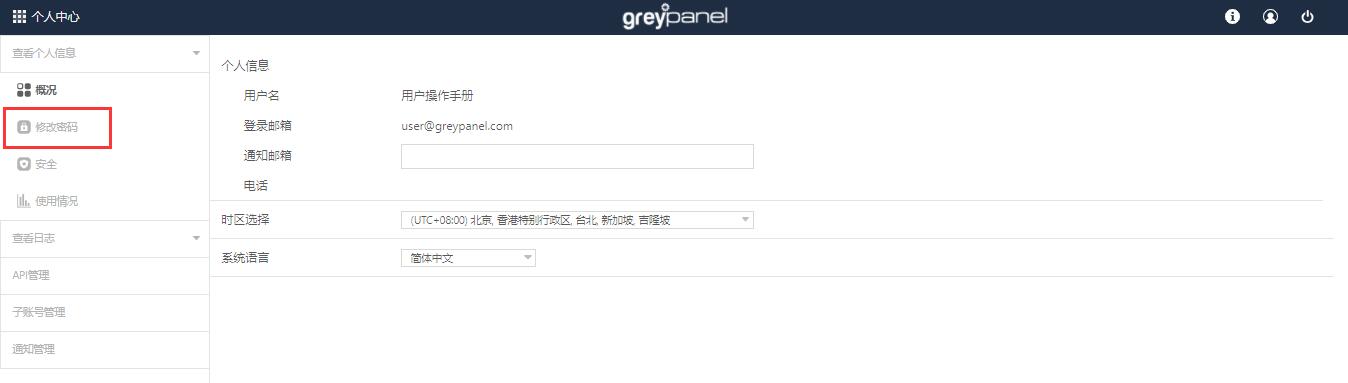 个人中心
greypanel
查看个人信息
概况
修改密码
安全
使用情况
查看日志
API管理
子账号管理
通知管理
个人信息
用户名 用户操作手册
登录邮箱 user@greypanel.com
通知邮箱
电话
时区选择 (UTC+08:00) 北京, 香港特别行政区, 台北, 新加坡, 吉隆坡
系统语言 简体中文